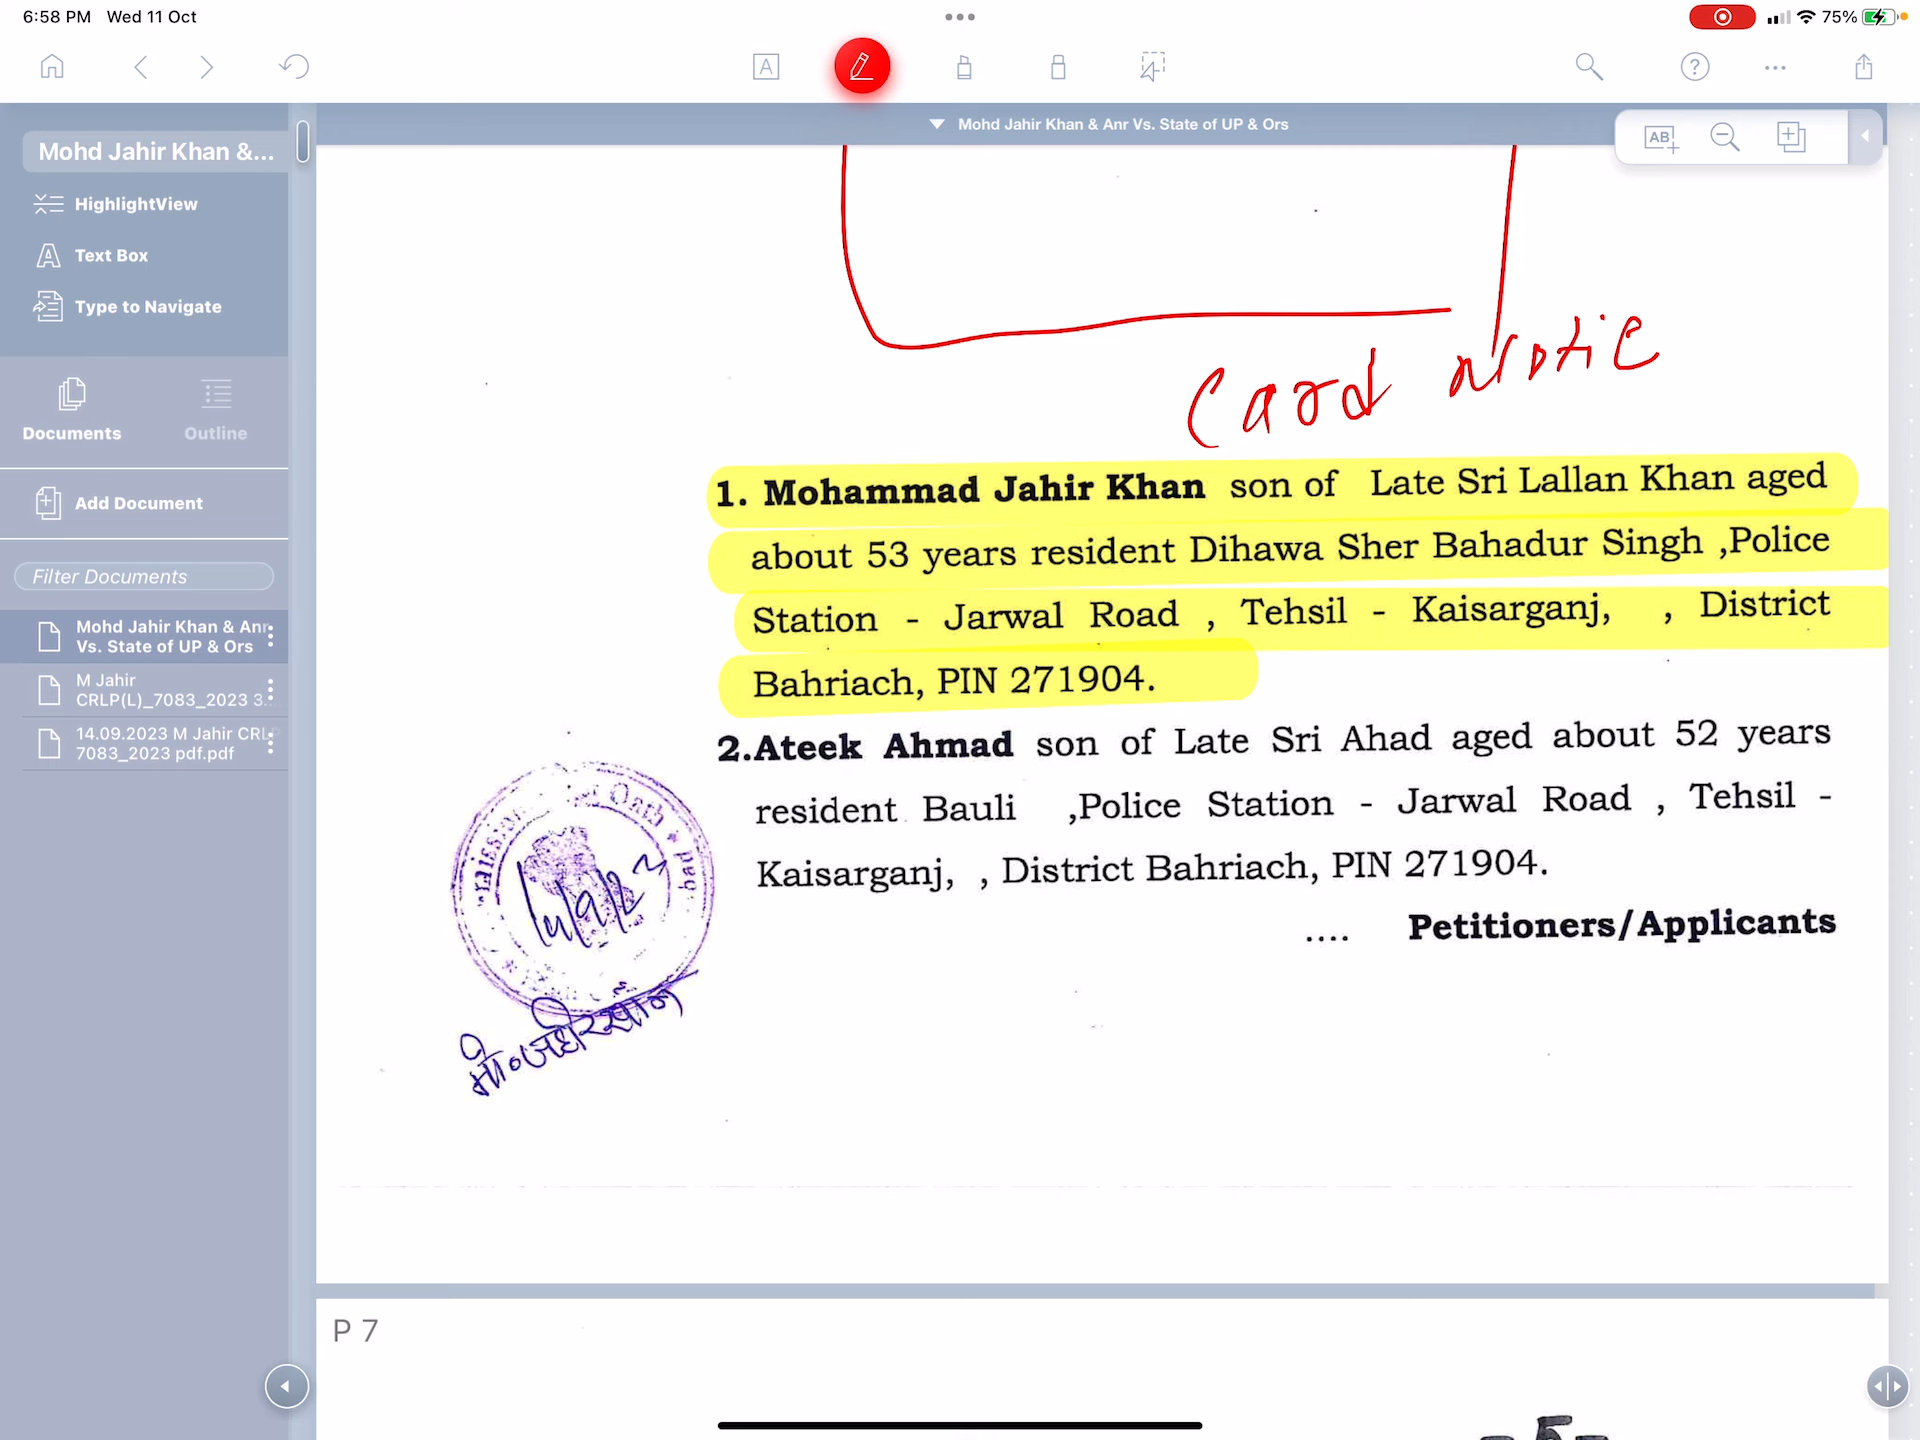 6:58 PM Wed 11 Oct
75%
Mohd Jahir Khan & Anr Vs. State of UP & Ors
Mohd Jahir Khan &...
HighlightView
Text Box
Type to Navigate
Documents
Outline
Add Document
Filter Documents
Mohd Jahir Khan & Anr
Vs. State of UP & Ors
M Jahir
CRLP(L)_7083_2023 3...
14.09.2023 M Jahir CRL
7083_2023 pdf.pdf
A
AB
?
Card
1. Mohammad Jahir Khan son of Late Sri Lallan Khan aged
about 53 years resident Dihawa Sher Bahadur Singh ,Police
Station - Jarwal Road , Tehsil - Kaisarganj, , District
Bahriach, PIN 271904.
2.Ateek Ahmad son of Late Sri Ahad aged about 52 years
resident Bauli ,Police Station - Jarwal Road , Tehsil -
Kaisarganj, , District Bahriach, PIN 271904.
.... Petitioners/Applicants
Oath
P 7